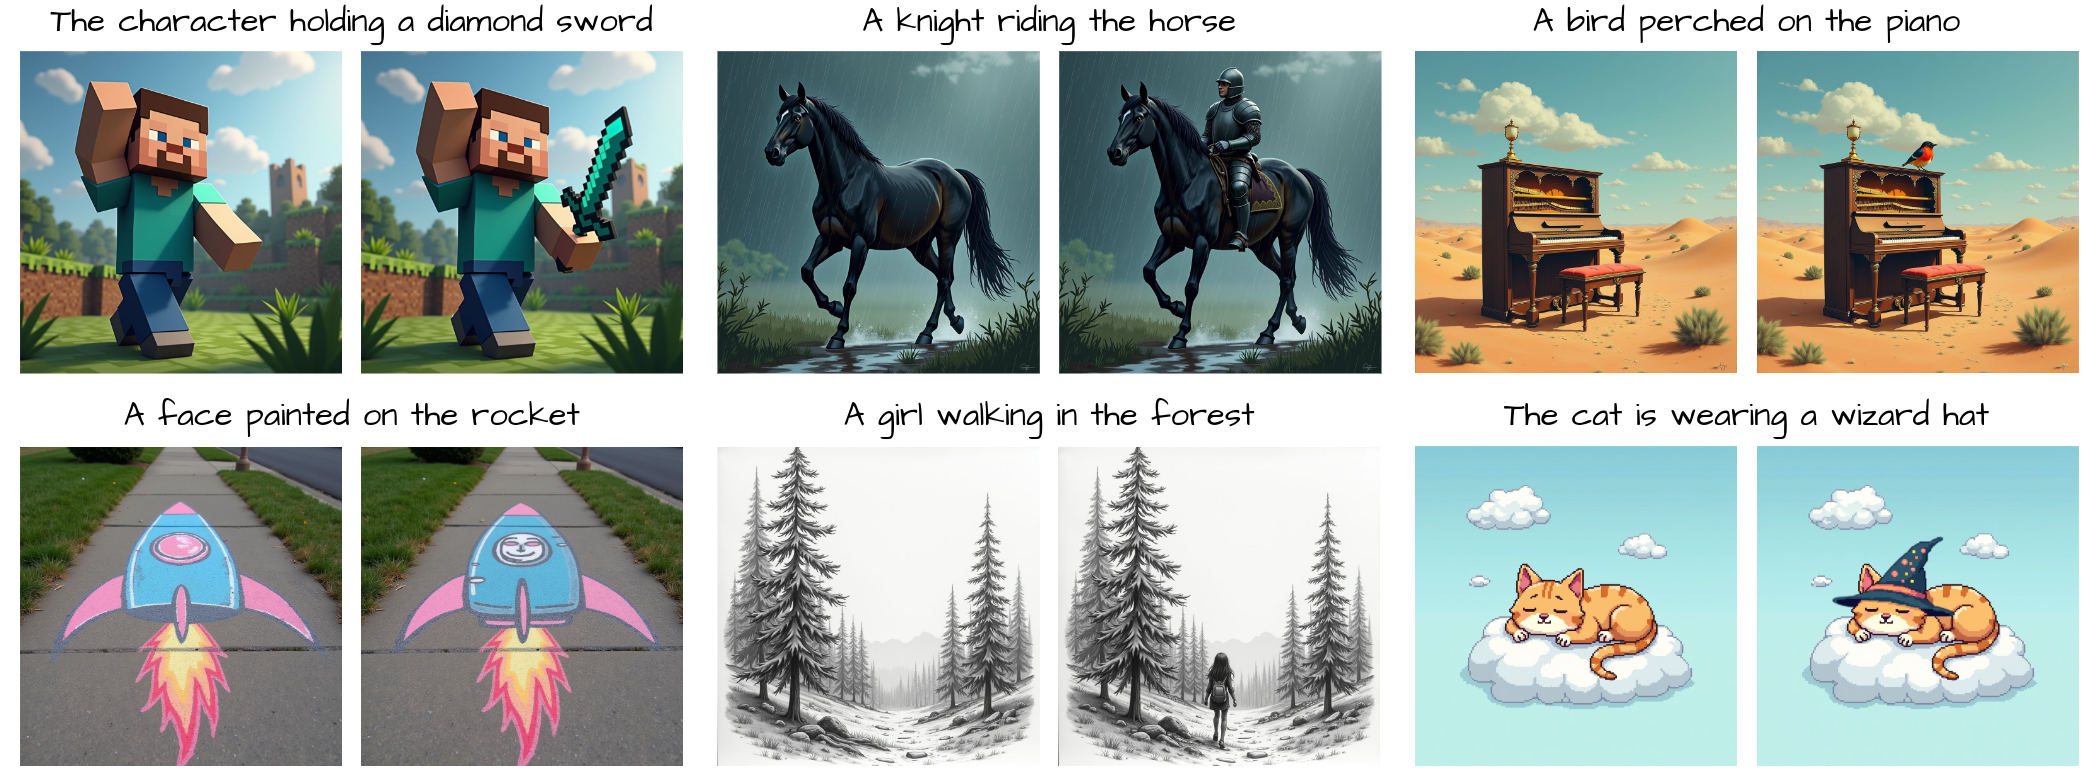 The character holding a diamond sword
A knight riding the horse
A bird perched on the piano
A face painted on the rocket
A girl walking in the forest
The cat is wearing a wizard hat